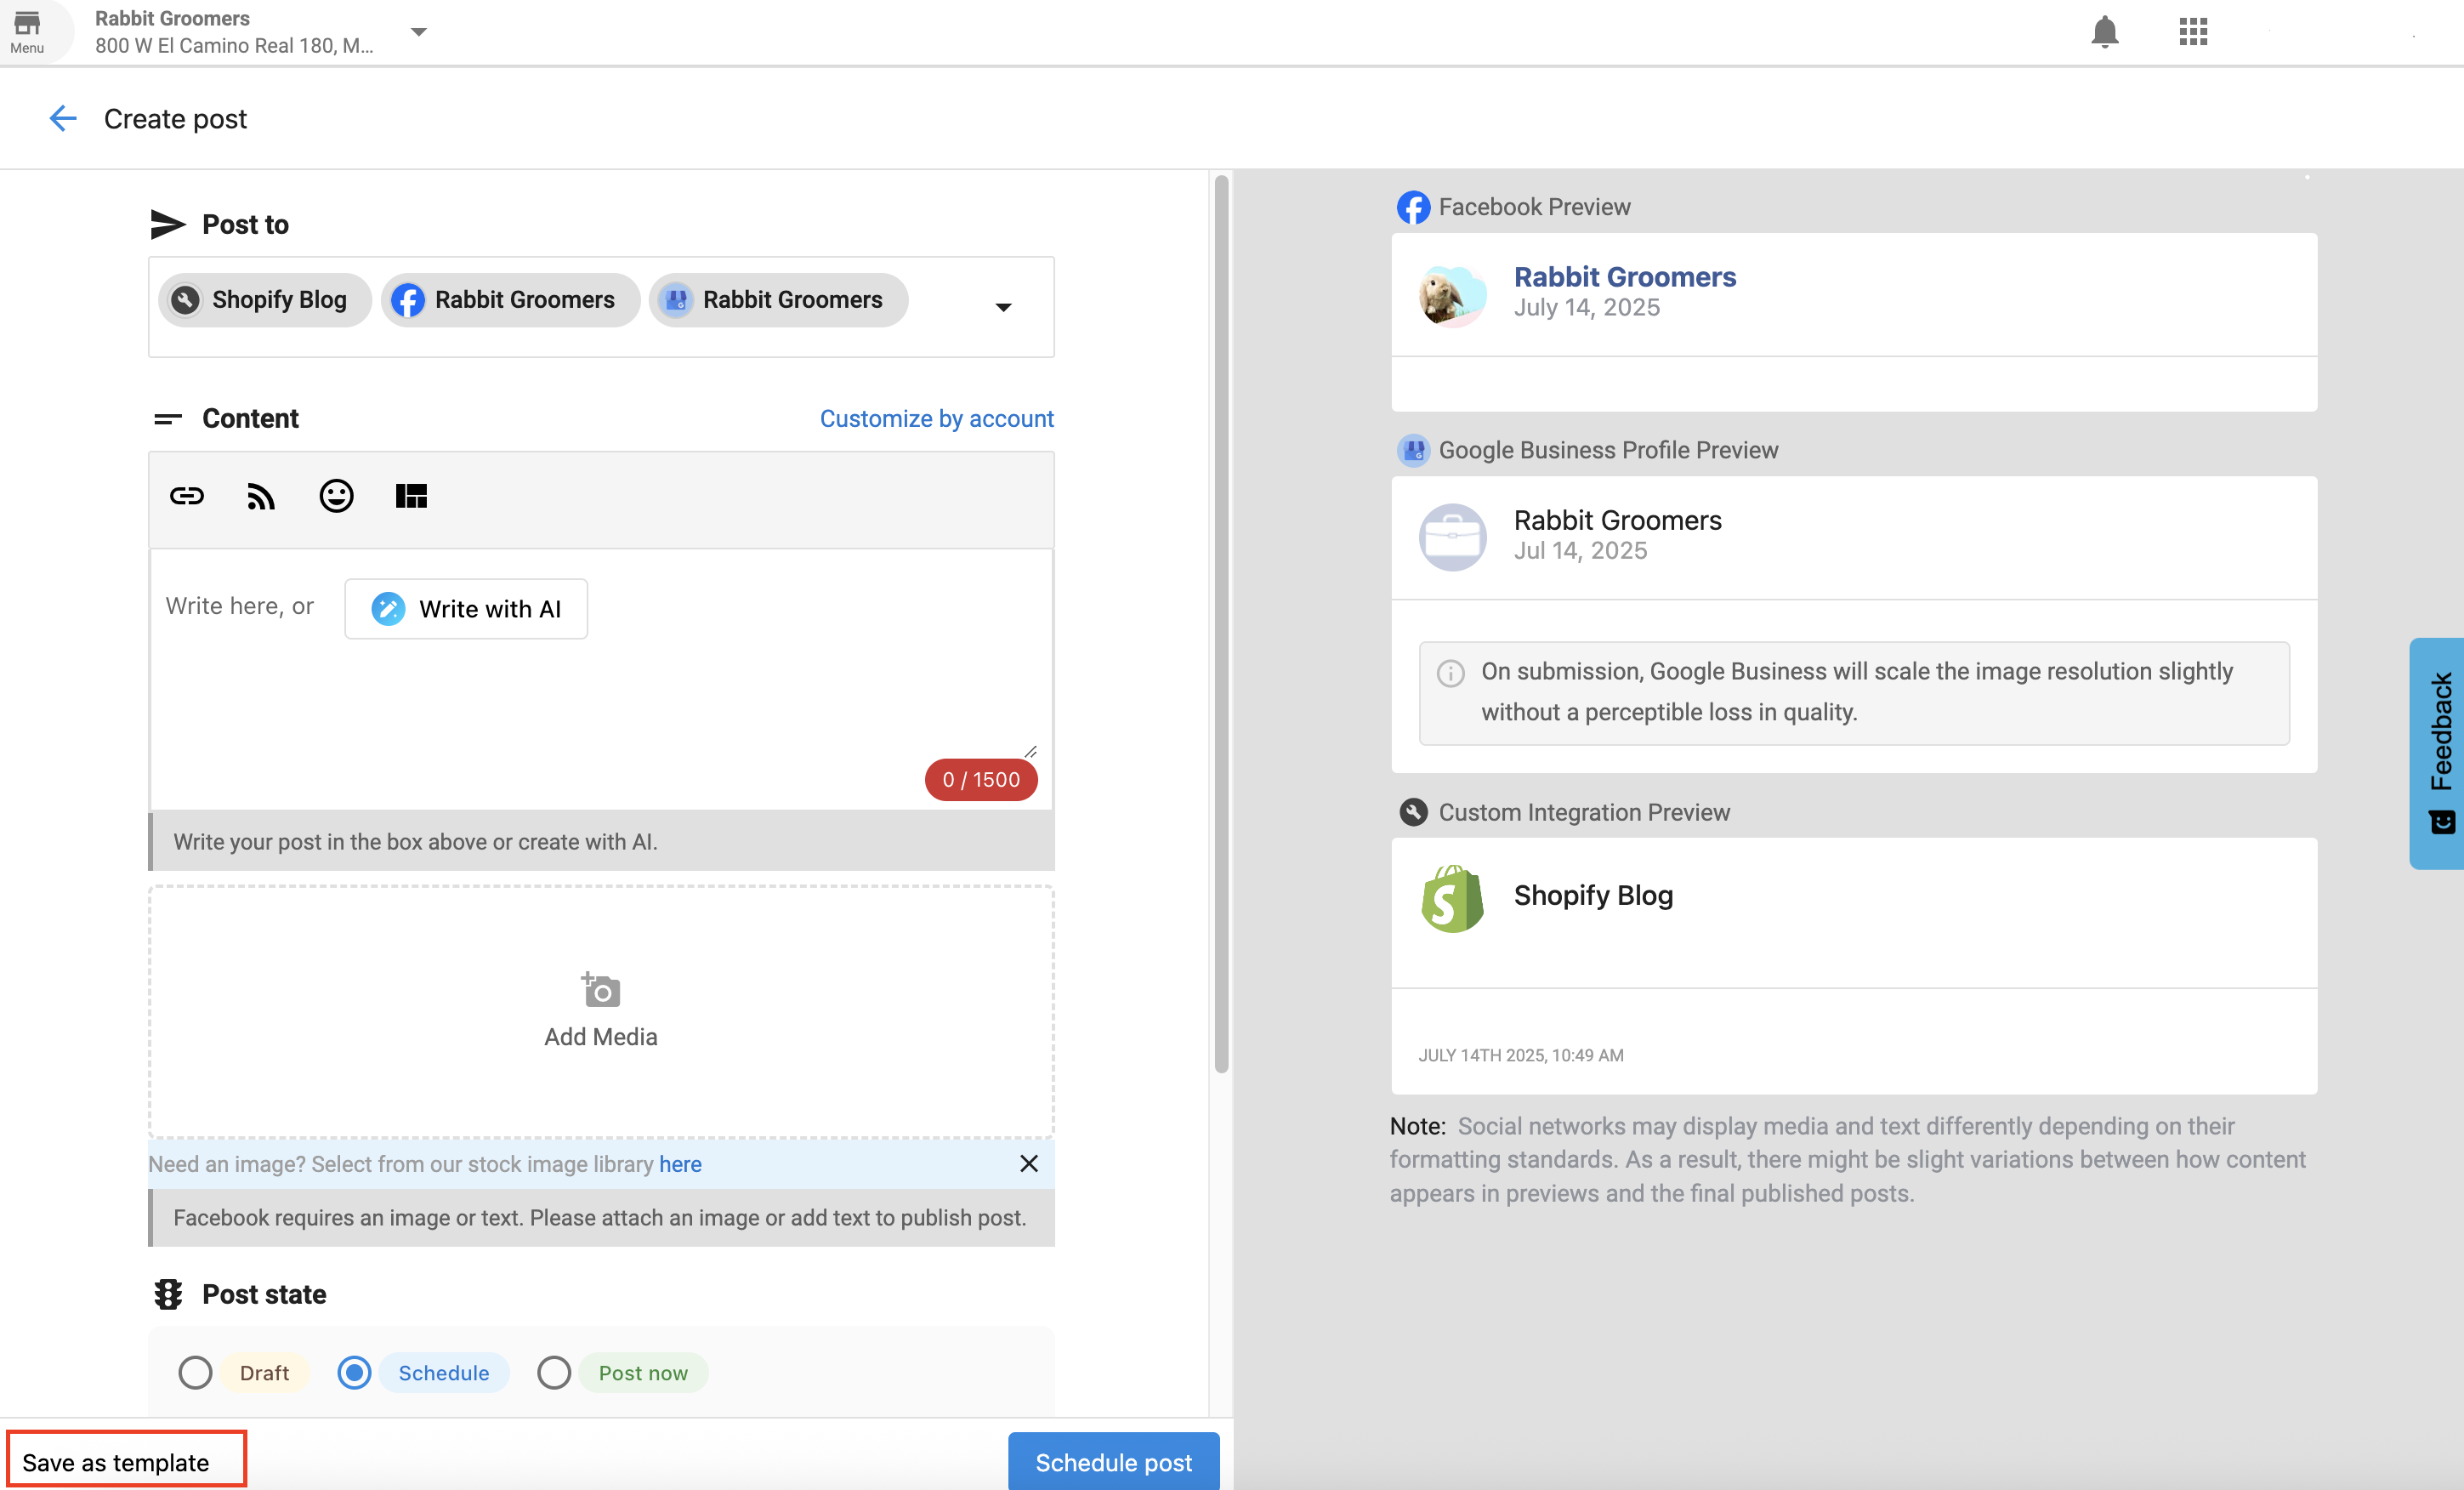 Menu
Rabbit Groomers
800 W El Camino Real 180, M...
Create post
Post to
Shopify Blog
Rabbit Groomers
Rabbit Groomers
Content
Customize by account
Write here, or
Write with AI
0 / 1500
Write your post in the box above or create with AI.
Add Media
Need an image? Select from our stock image library here
Facebook requires an image or text. Please attach an image or add text to publish post.
Post state
Draft
Schedule
Post now
Save as template
Schedule post
Facebook Preview
Rabbit Groomers
July 14, 2025
Google Business Profile Preview
Rabbit Groomers
Jul 14, 2025
On submission, Google Business will scale the image resolution slightly
without a perceptible loss in quality.
Custom Integration Preview
Shopify Blog
JULY 14TH 2025, 10:49 AM
Note: Social networks may display media and text differently depending on their
formatting standards. As a result, there might be slight variations between how content
appears in previews and the final published posts.
Feedback